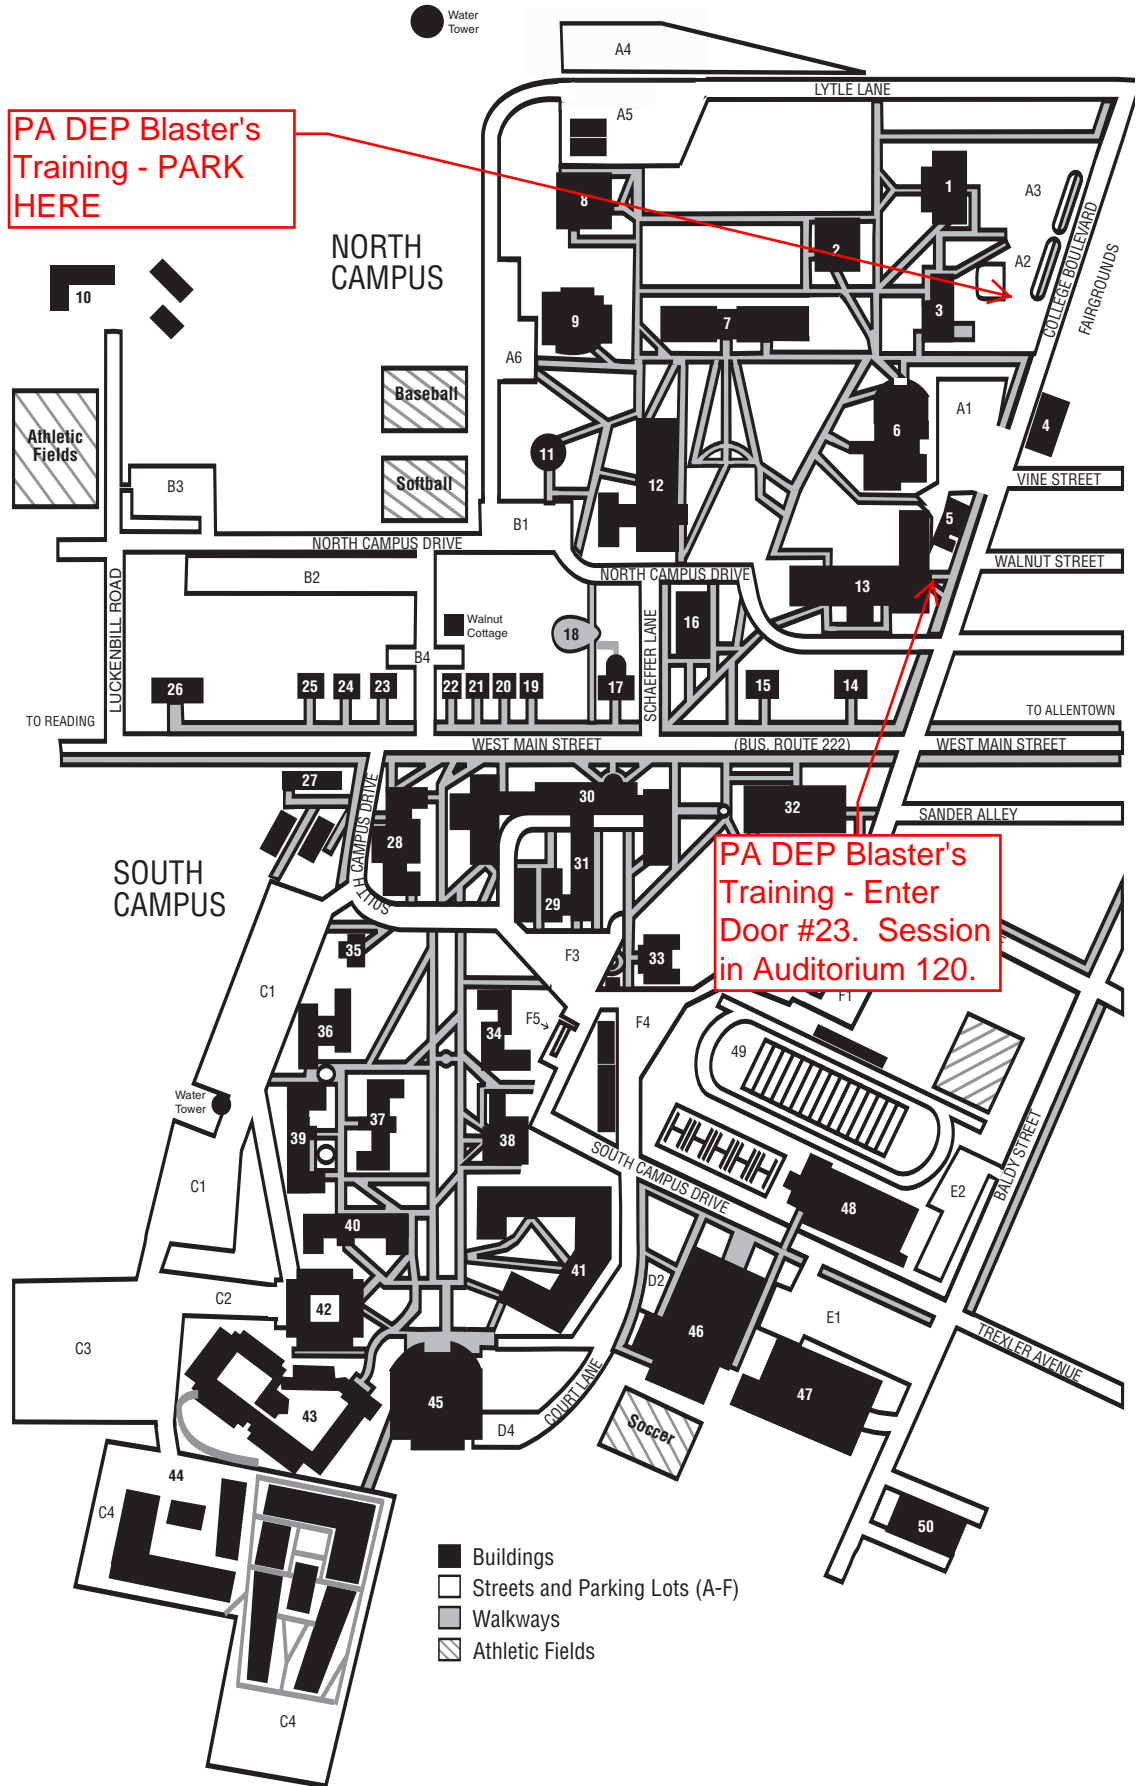 Water
Tower
A4
LYTLE LANE
A5
PA DEP Blaster's
Training - PARK
HERE
1
A3
8
NORTH
CAMPUS
2
A2
COLLEGE BOULEVARD
FAIRGROUNDS
10
3
9
7
A6
Baseball
A1
4
Athletic
Fields
6
11
Softball
12
B3
VINE STREET
B1
5
NORTH CAMPUS DRIVE
WALNUT STREET
B2
NORTH CAMPUS DRIVE
13
LUCKENBILL ROAD
Walnut
Cottage
18
SCHAEFFER LANE
16
B4
26
25
24
23
22
21
20
19
17
15
14
TO READING
TO ALLENTOWN
WEST MAIN STREET
(BUS. ROUTE 222)
WEST MAIN STREET
27
30
32
SANDER ALLEY
SOUTH CAMPUS DRIVE
28
SOUTH
CAMPUS
31
PA DEP Blaster's
Training - Enter
Door #23.  Session
in Auditorium 120.
29
35
F3
33
C1
F1
36
F5
34
F4
49
Water
Tower
37
39
38
SOUTH CAMPUS DRIVE
BALDY STREET
C1
E2
48
40
41
D2
C2
42
E1
46
TREXLER AVENUE
C3
47
45
COURT LANE
43
D4
Soccer
44
C4
50
Buildings
Streets and Parking Lots (A-F)
Walkways
Athletic Fields
C4